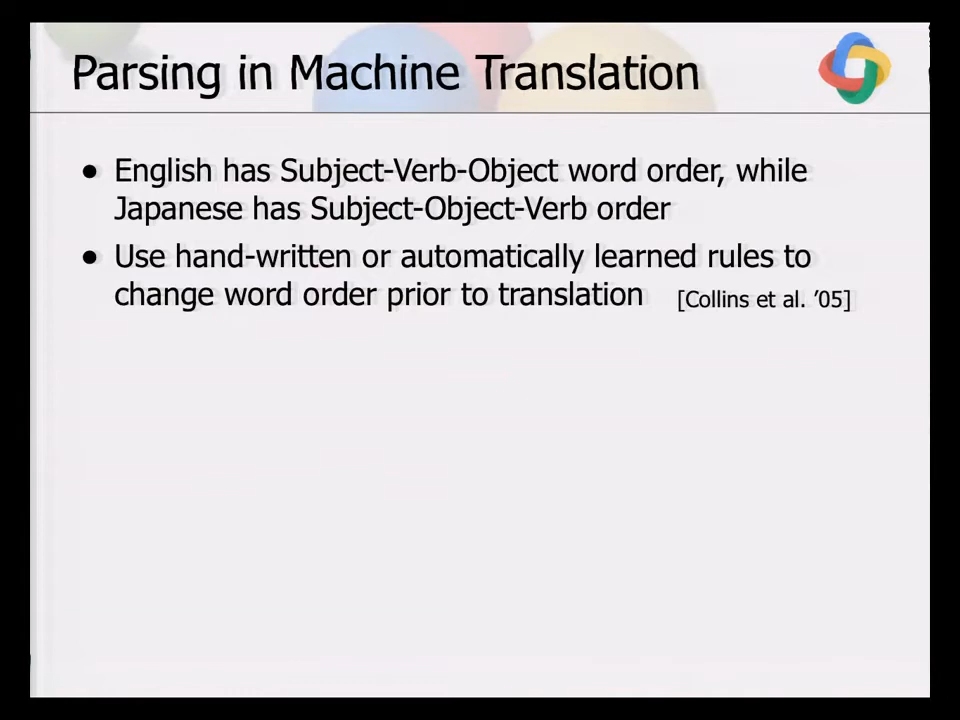 Parsing in Machine Translation
● English has Subject-Verb-Object word order, while
Japanese has Subject-Object-Verb order
● Use hand-written or automatically learned rules to
change word order prior to translation [Collins et al. ’05]